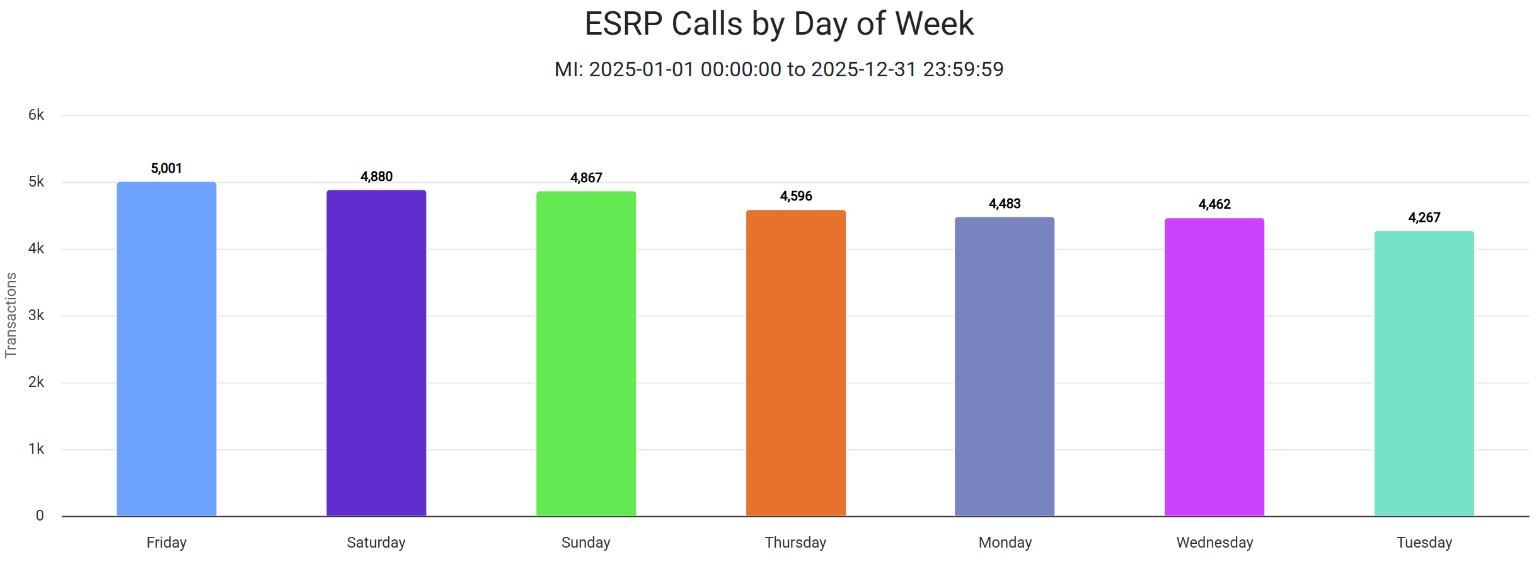 ESRP Calls by Day of Week
MI: 2025-01-01 00:00:00 to 2025-12-31 23:59:59
Transactions
6k
5k
4k
3k
2k
1k
0
5,001
4,880
4,867
4,596
4,483
4,462
4,267
Friday
Saturday
Sunday
Thursday
Monday
Wednesday
Tuesday